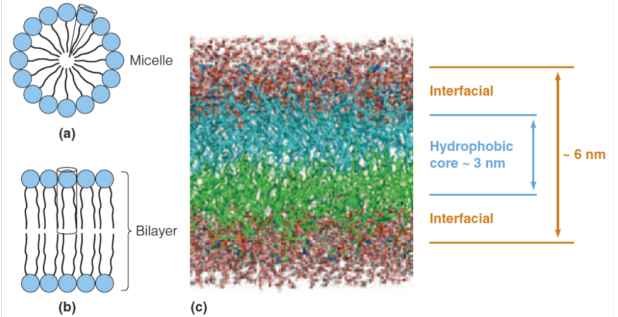 Micelle
(a)
Bilayer
(b)
(c)
Interfacial
Hydrophobic
core ~ 3 nm
Interfacial
~ 6 nm